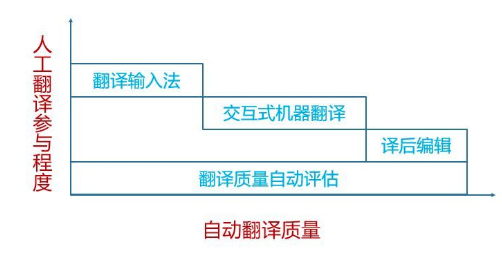 人工翻译参与程度
翻译输入法
交互式机器翻译
译后编辑
翻译质量自动评估
自动翻译质量